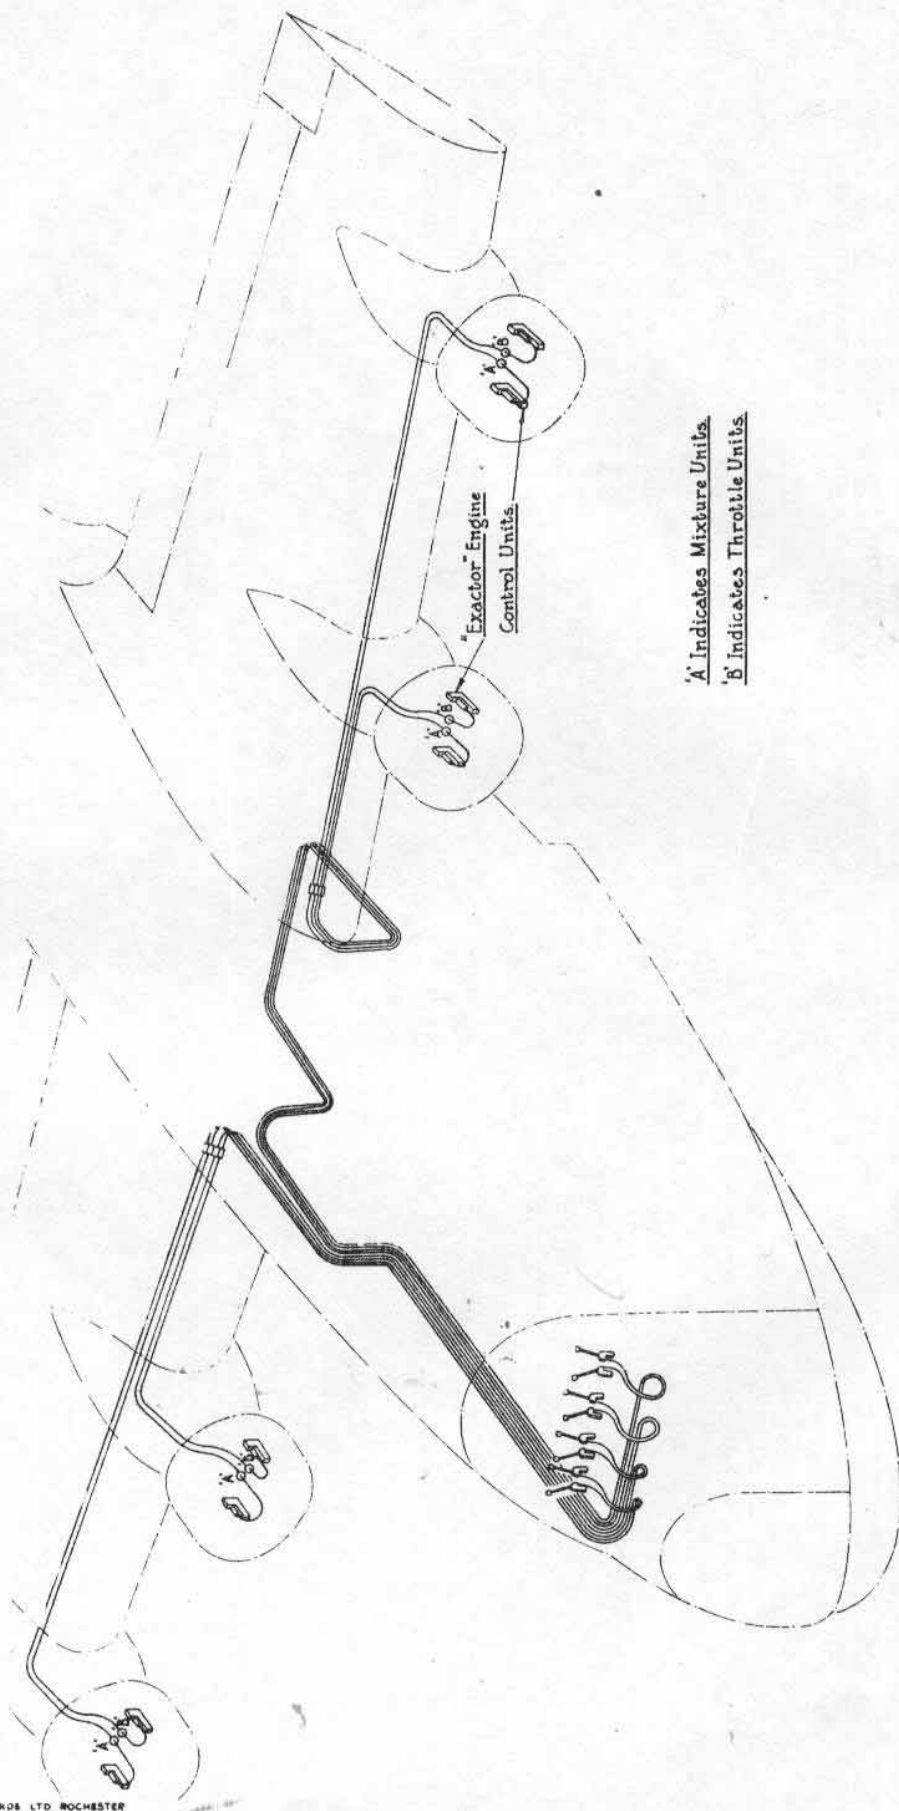 "Exactor" Engine
Control Units.
'A' Indicates Mixture Units.
'B' Indicates Throttle Units.
'A'
'B'
'A'
'B'
'A'
'A'
'B'
LTD ROCHESTER